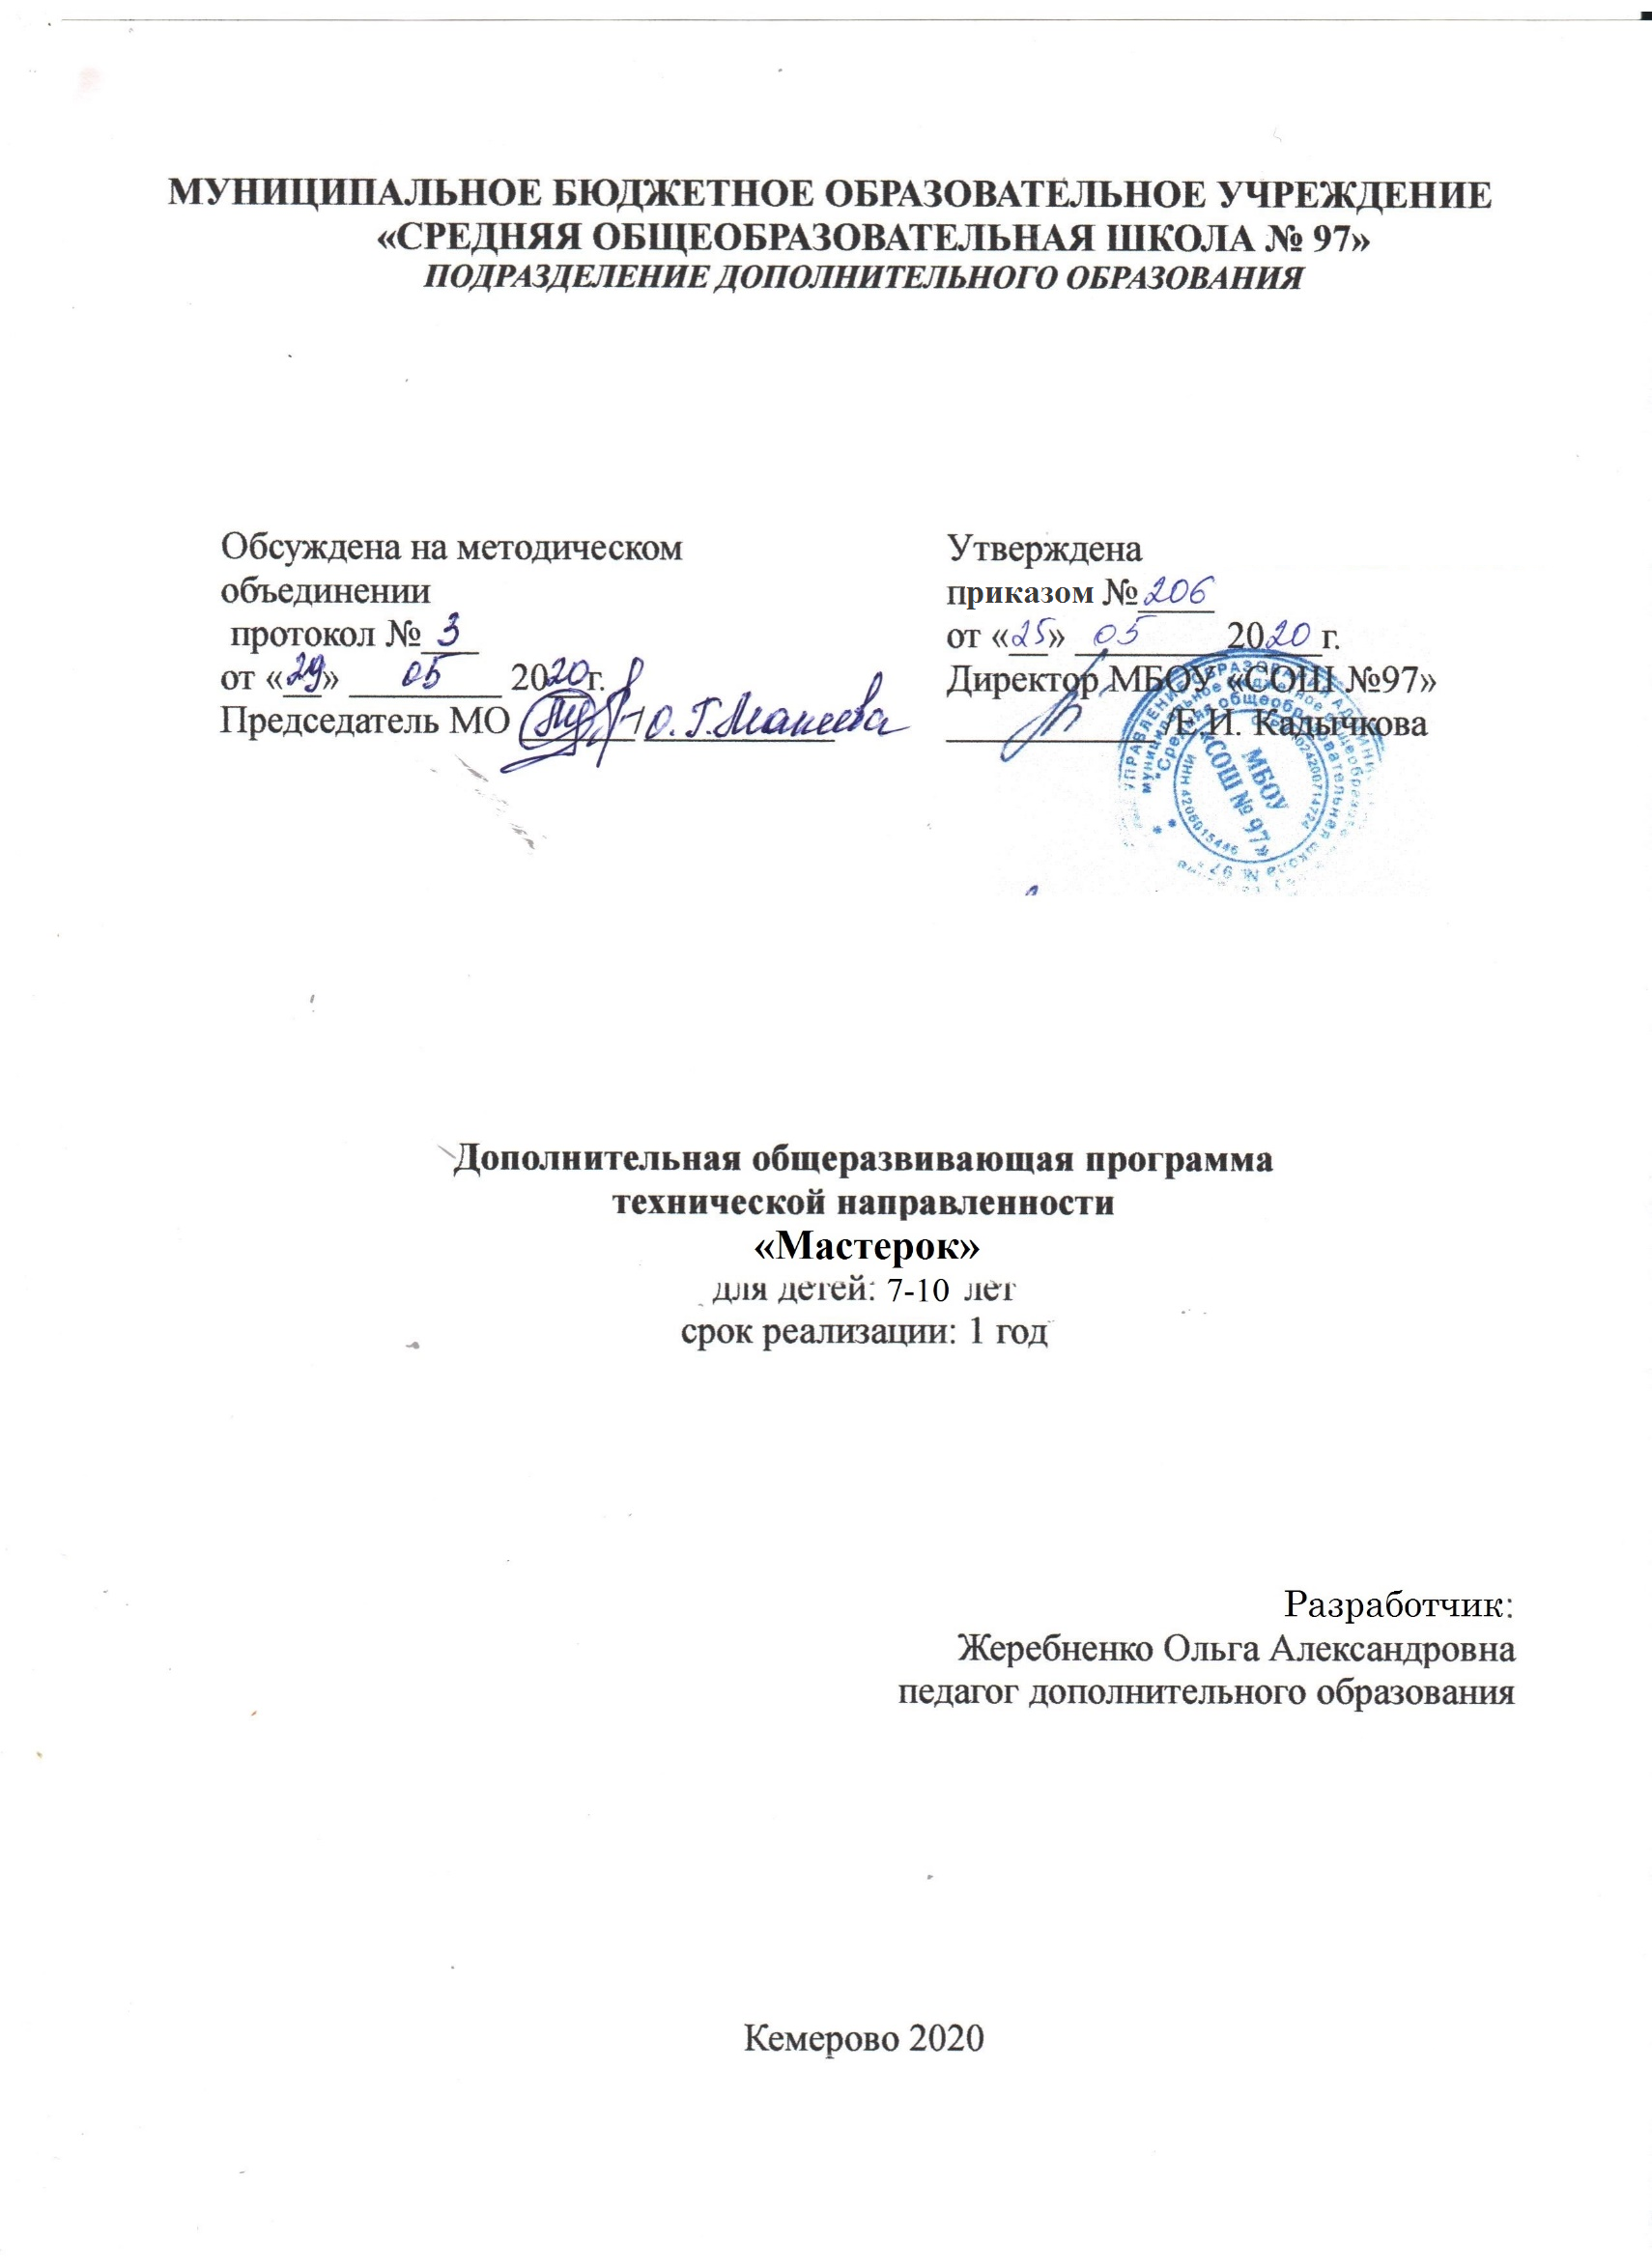 МУНИЦИПАЛЬНОЕ БЮДЖЕТНОЕ ОБРАЗОВАТЕЛЬНОЕ УЧРЕЖДЕНИЕ
«СРЕДНЯЯ ОБЩЕОБРАЗОВАТЕЛЬНАЯ ШКОЛА № 97»
ПОДРАЗДЕЛЕНИЕ ДОПОЛНИТЕЛЬНОГО ОБРАЗОВАНИЯ
Обсуждена на методическом
объединении
протокол № 3
от «29» 05 2020г.
Председатель МО Ю.Г.
Утверждена
приказом № 206
от «25» 05 2020 г.
Директор МБОУ «СОШ №97»
/Е.И. Кадычкова
МБОУ
«СОШ № 97»
Дополнительная общеразвивающая программа
технической направленности
«Мастерок»
для детей: 7-10 лет
срок реализации: 1 год
Разработчик:
Жеребненко Ольга Александровна
педагог дополнительного образования
Кемерово 2020